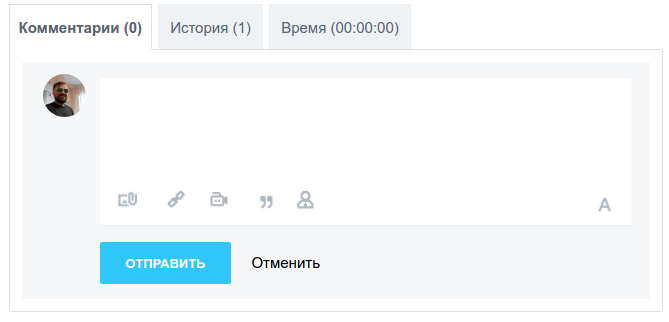 Комментарии (0) История (1) Время (00:00:00)
A
ОТПРАВИТЬ Отменить